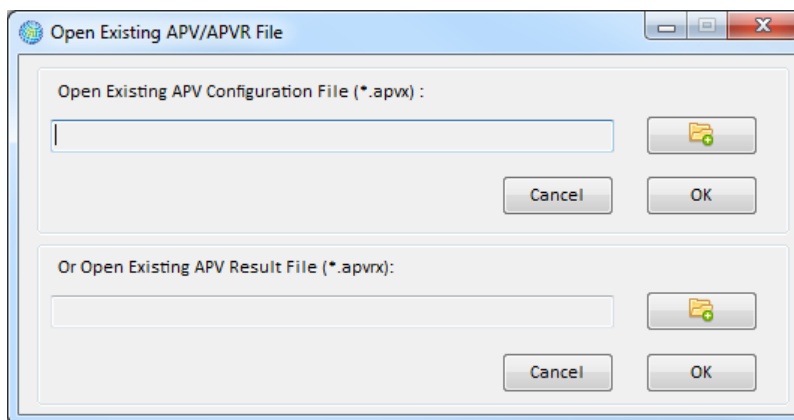 Open Existing APV/APVR File
Open Existing APV Configuration File (*.apvx) :
Cancel
OK
Or Open Existing APV Result File (*.apvrx):
Cancel
OK